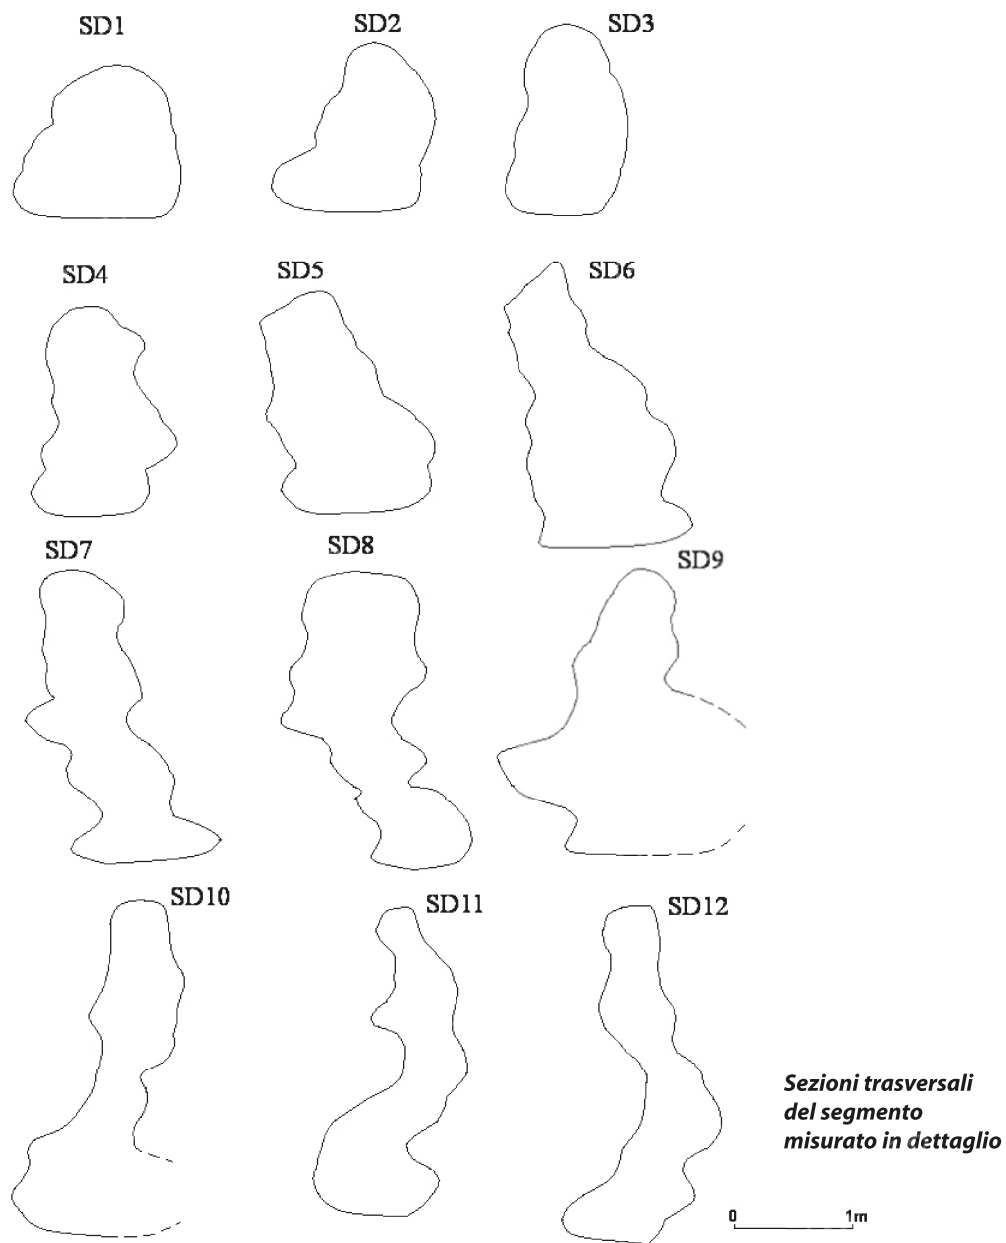 SD1
SD2
SD3
SD4
SD5
SD6
SD7
SD8
SD9
SD10
SD11
SD12
Sezioni trasversali
del segmento
misurato in dettaglio
0 1m